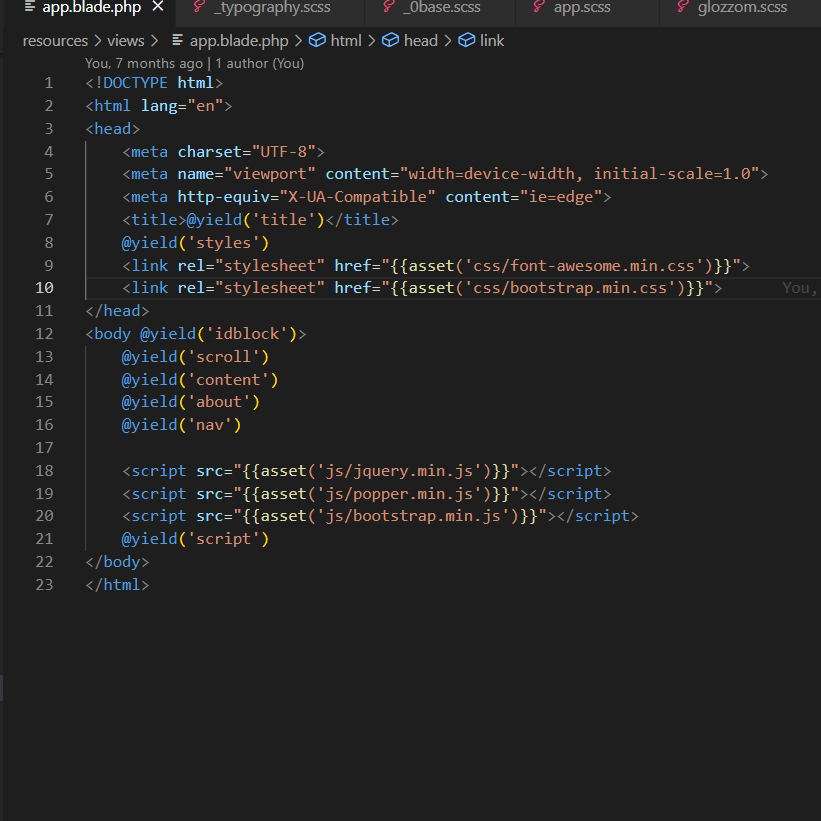 app.blade.php × _typography.scss _0base.scss app.scss glozzom.scss
resources > views > app.blade.php > html > head > link
You, 7 months ago | 1 author (You)
1 <!DOCTYPE html>
2 <html lang="en">
3 <head>
4 <meta charset="UTF-8">
5 <meta name="viewport" content="width=device-width, initial-scale=1.0">
6 <meta http-equiv="X-UA-Compatible" content="ie=edge">
7 <title>@yield('title')</title>
8 @yield('styles')
9 <link rel="stylesheet" href="{{asset('css/font-awesome.min.css')}}">
10 <link rel="stylesheet" href="{{asset('css/bootstrap.min.css')}}"> You,
11 </head>
12 <body @yield('idblock')>
13 @yield('scroll')
14 @yield('content')
15 @yield('about')
16 @yield('nav')
17
18 <script src="{{asset('js/jquery.min.js')}}"></script>
19 <script src="{{asset('js/popper.min.js')}}"></script>
20 <script src="{{asset('js/bootstrap.min.js')}}"></script>
21 @yield('script')
22 </body>
23 </html>